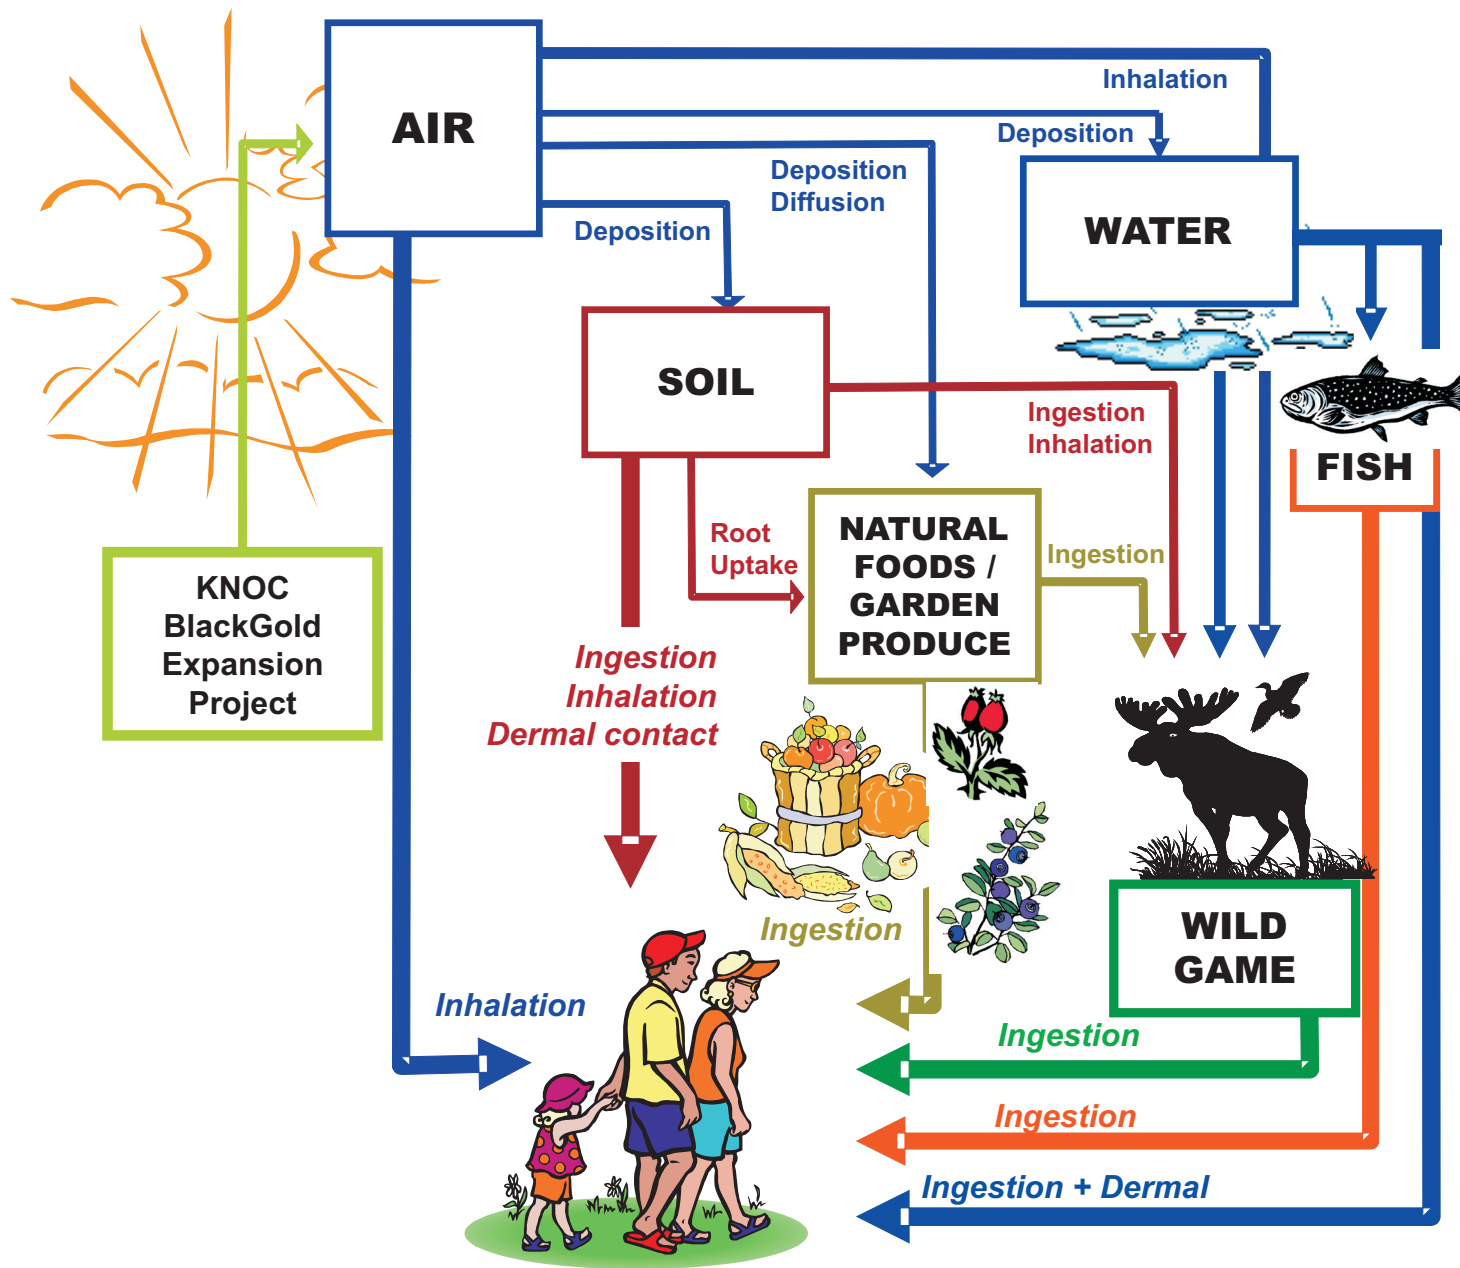 AIR
Inhalation
Deposition
Deposition
Diffusion
Deposition
WATER
SOIL
Ingestion
Inhalation
FISH
Root
Uptake
NATURAL
FOODS /
GARDEN
PRODUCE
Ingestion
KNOC
BlackGold
Expansion
Project
Ingestion
Inhalation
Dermal contact
Ingestion
WILD
GAME
Inhalation
Ingestion
Ingestion
Ingestion + Dermal